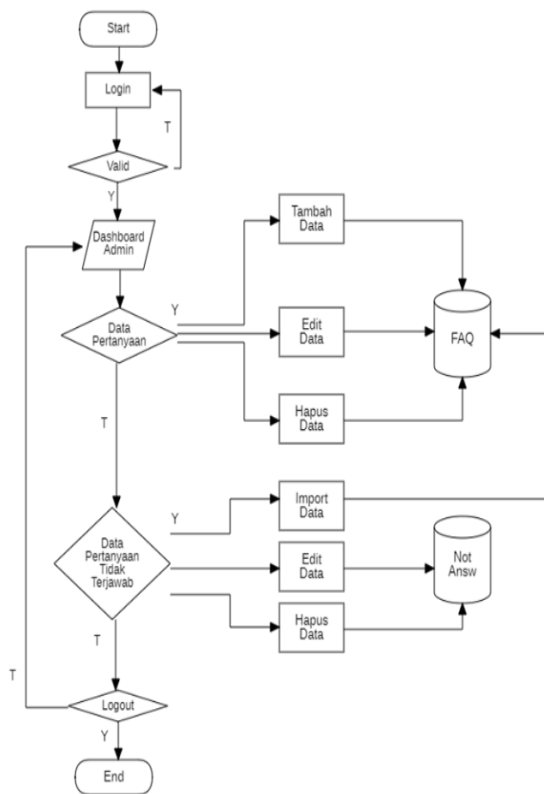 Start
Login
T
Valid
Y
Dashboard
Admin
Tambah
Data
Y
Data
Pertanyaan
Edit
Data
FAQ
Hapus
Data
T
Import
Data
Y
Data
Pertanyaan
Tidak
Terjawab
Edit
Data
Not
Answ
Hapus
Data
T
T
Logout
Y
End